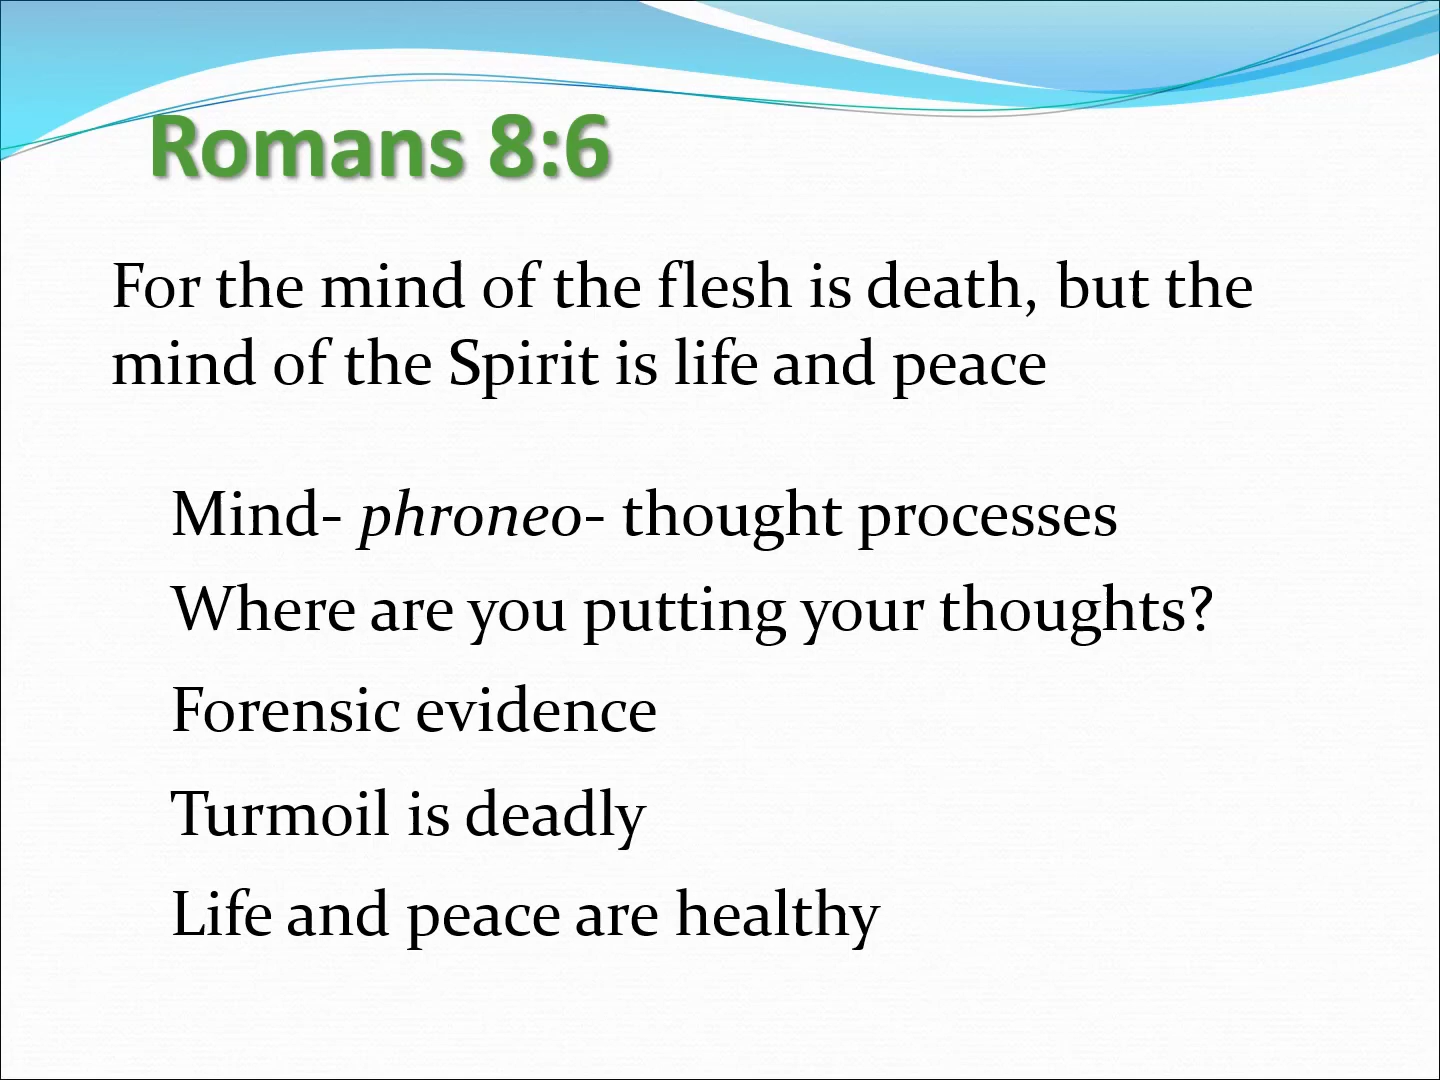 Romans 8:6
For the mind of the flesh is death, but the
mind of the Spirit is life and peace
Mind- phroneo- thought processes
Where are you putting your thoughts?
Forensic evidence
Turmoil is deadly
Life and peace are healthy